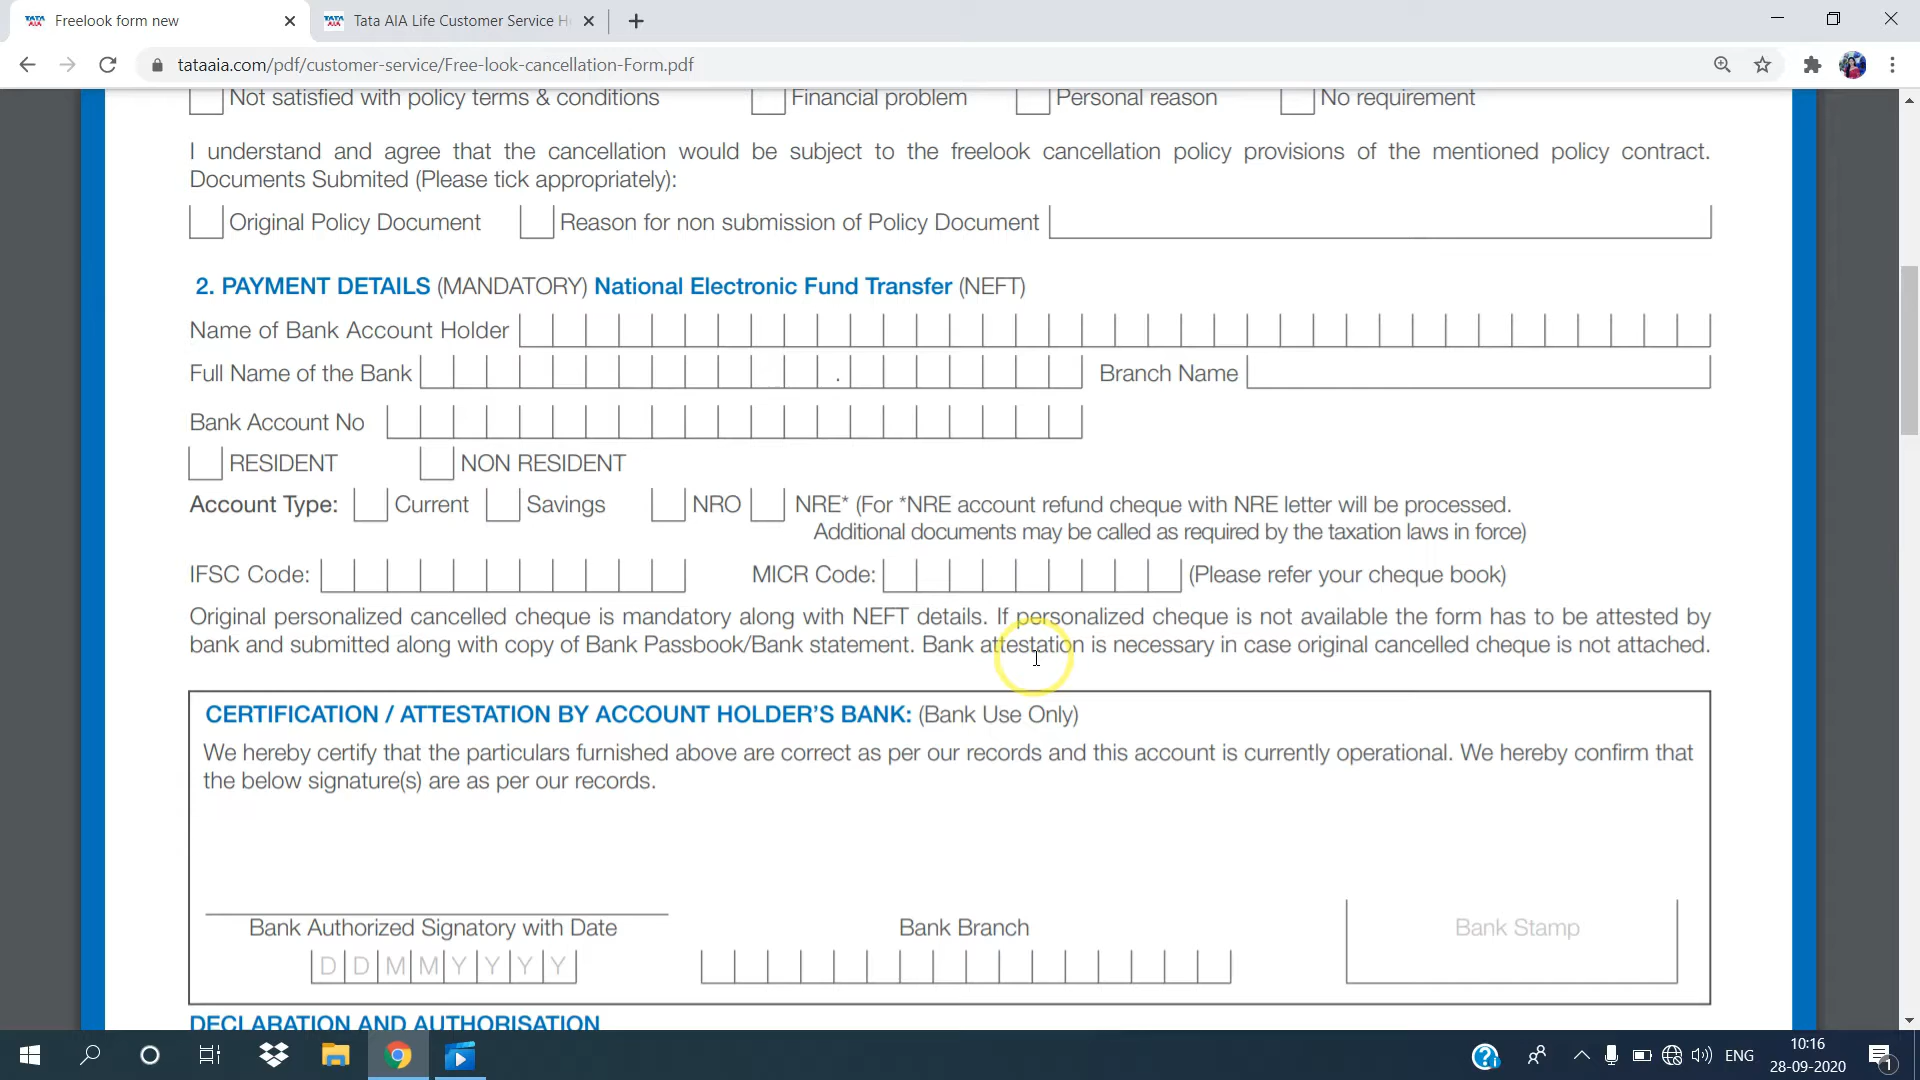 Freelook form new
Tata AIA Life Customer Service H
tataaia.com/pdf/customer-service/Free-look-cancellation-Form.pdf
Not satisfied with policy terms & conditions Financial problem Personal reason No requirement
I understand and agree that the cancellation would be subject to the freelook cancellation policy provisions of the mentioned policy contract.
Documents Submited (Please tick appropriately):
Original Policy Document Reason for non submission of Policy Document
2. PAYMENT DETAILS (MANDATORY) National Electronic Fund Transfer (NEFT)
Name of Bank Account Holder
Full Name of the Bank . Branch Name
Bank Account No
RESIDENT NON RESIDENT
Account Type: Current Savings NRO NRE* (For *NRE account refund cheque with NRE letter will be processed.
Additional documents may be called as required by the taxation laws in force)
IFSC Code: MICR Code: (Please refer your cheque book)
Original personalized cancelled cheque is mandatory along with NEFT details. If personalized cheque is not available the form has to be attested by
bank and submitted along with copy of Bank Passbook/Bank statement. Bank attestation is necessary in case original cancelled cheque is not attached.
CERTIFICATION / ATTESTATION BY ACCOUNT HOLDER'S BANK: (Bank Use Only)
We hereby certify that the particulars furnished above are correct as per our records and this account is currently operational. We hereby confirm that
the below signature(s) are as per our records.
Bank Authorized Signatory with Date Bank Branch Bank Stamp
D D M M Y Y Y Y
DECLARATION AND AUTHORISATION
ENG
10:16
28-09-2020
1